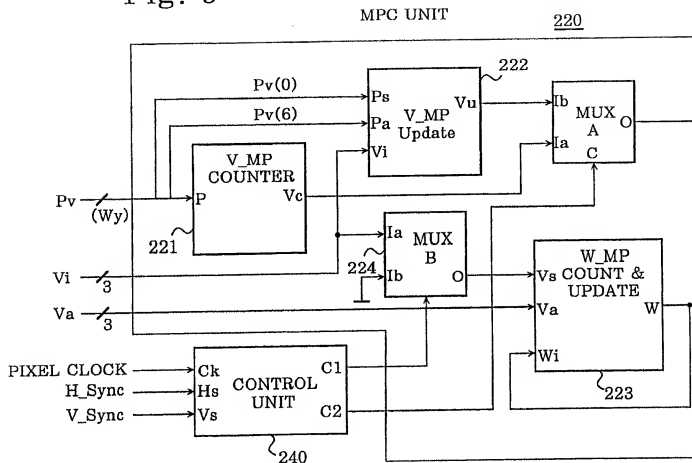 MPC UNIT
220
Pv(0)
Pv(6)
222
Ps
Pa
Vi
V_MP
Update
Vu
Ib
Ia
MUX
A
C
O
V_MP
COUNTER
P
Vc
221
Pv
(Wy)
Ia
Ib
MUX
B
O
224
Vi
3
Va
3
Vs
Va
Wi
W_MP
COUNT &
UPDATE
W
223
PIXEL CLOCK
H_Sync
V_Sync
Ck
Hs
Vs
CONTROL
UNIT
C1
C2
240